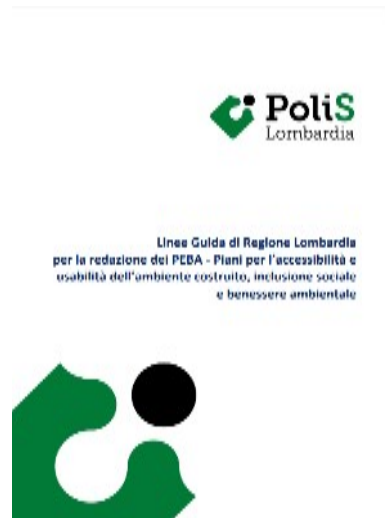 PoliS
Lombardia
Linee Guida di Regione Lombardia
per la redazione dei PEBA - Piani per l'accessibilità e
usabilità dell'ambiente costruito, inclusione sociale
e benessere ambientale